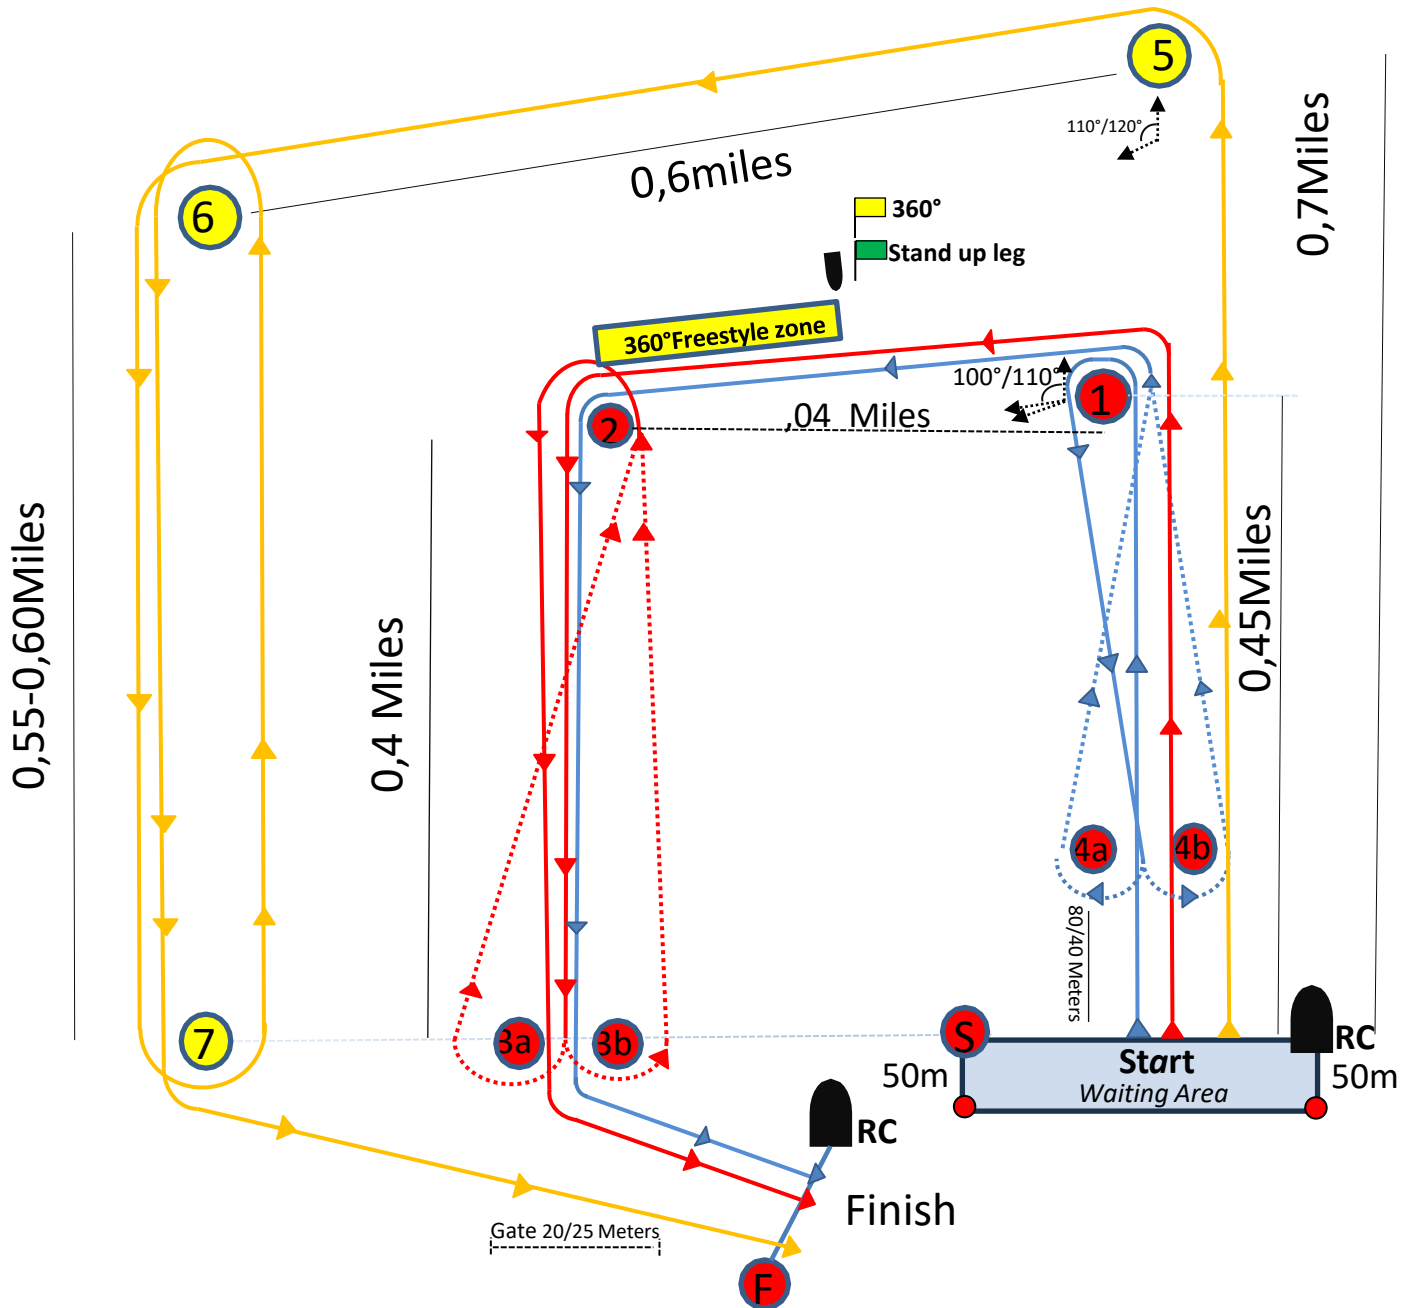 5
110°/120°
0,7Miles
0,6miles
6
360°
Stand up leg
360°Freestyle zone
100°/110°
1
2
,04 Miles
0,55-0,60Miles
0,4 Miles
0,45Miles
4a
4b
80/40 Meters
7
3a
3b
S
RC
Start
50m
50m
Waiting Area
RC
Finish
Gate 20/25 Meters
F